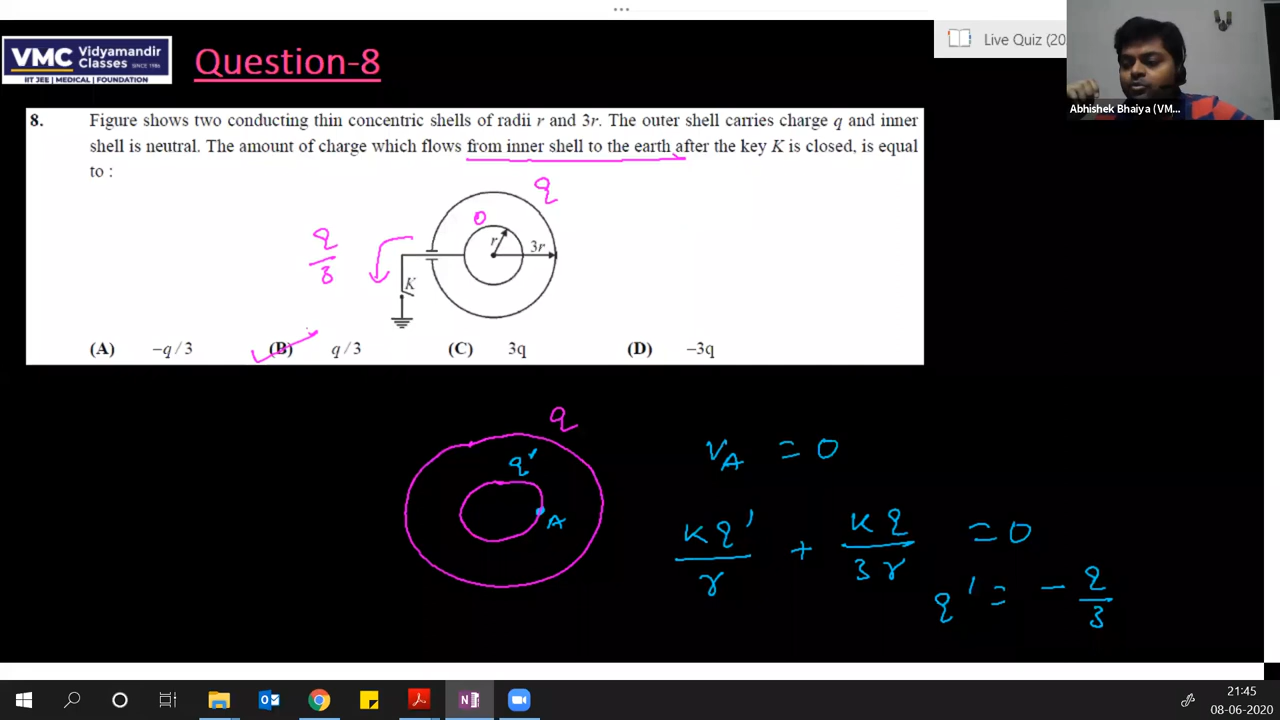 ...
Live Quiz (20
VMC Vidyamandir Classes SINCE 1986
IIT JEE | MEDICAL | FOUNDATION
Question-8
Abhishek Bhaiya (VM...
8. Figure shows two conducting thin concentric shells of radii r and 3r. The outer shell carries charge q and inner
shell is neutral. The amount of charge which flows from inner shell to the earth after the key K is closed, is equal
to :
q
0
r
3r
q/3
K
(A) -q/3 (B) q/3 (C) 3q (D) -3q
q
q'
A
V_A = 0
Kq'/r + Kq/3r = 0
q' = -q/3
21:45
08-06-2020